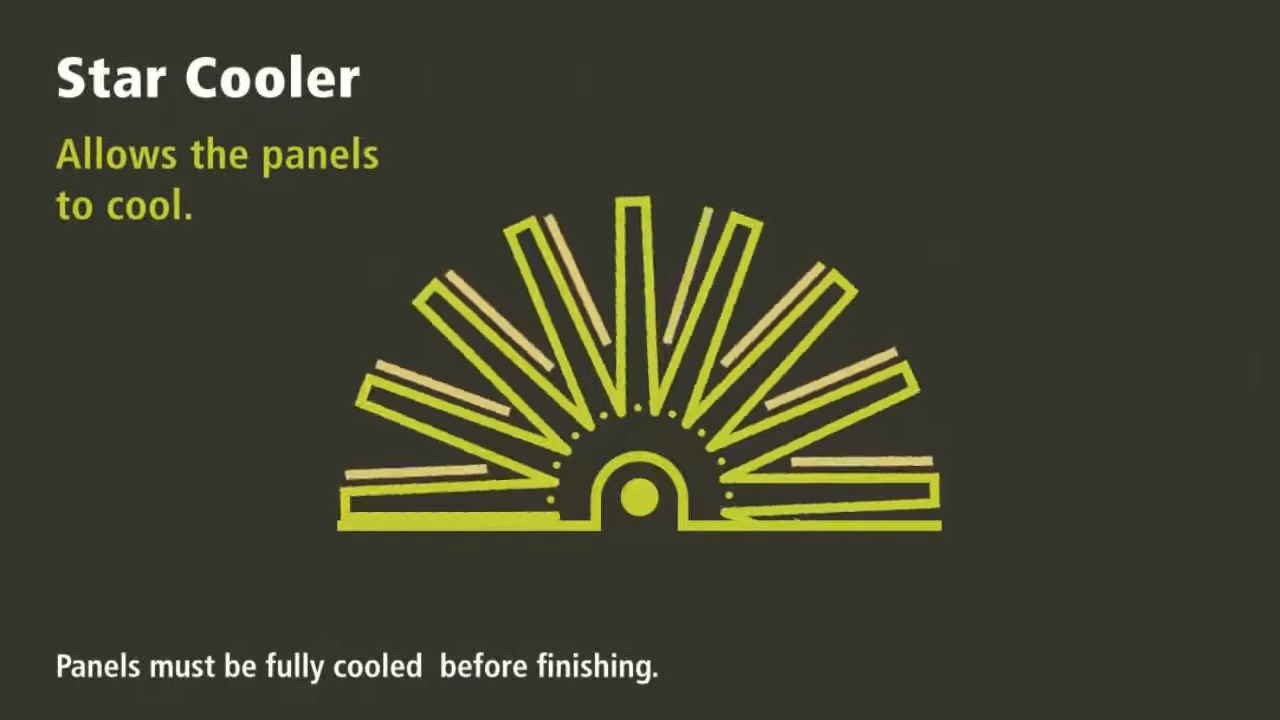 Star Cooler
Allows the panels
to cool.
Panels must be fully cooled  before finishing.